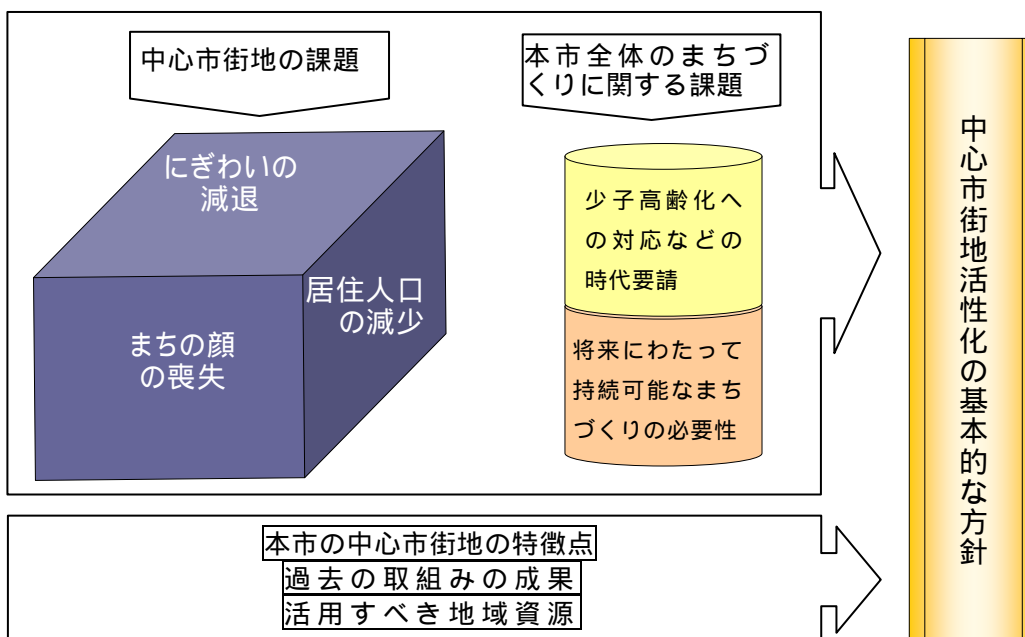 中心市街地の課題
本市全体のまちづ
くりに関する課題
にぎわいの
減退
居住人口
の減少
まちの顔
の喪失
少子高齢化へ
の対応などの
時代要請
将来にわたって
持続可能なまち
づくりの必要性
本市の中心市街地の特徴点
過去の取組みの成果
活用すべき地域資源
中心市街地活性化の基本的な方針